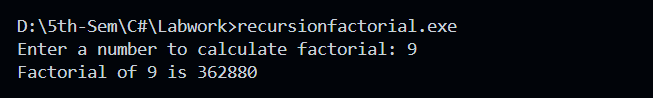 D:\5th-Sem\C#\Labwork>recursionfactorial.exe
Enter a number to calculate factorial: 9
Factorial of 9 is 362880